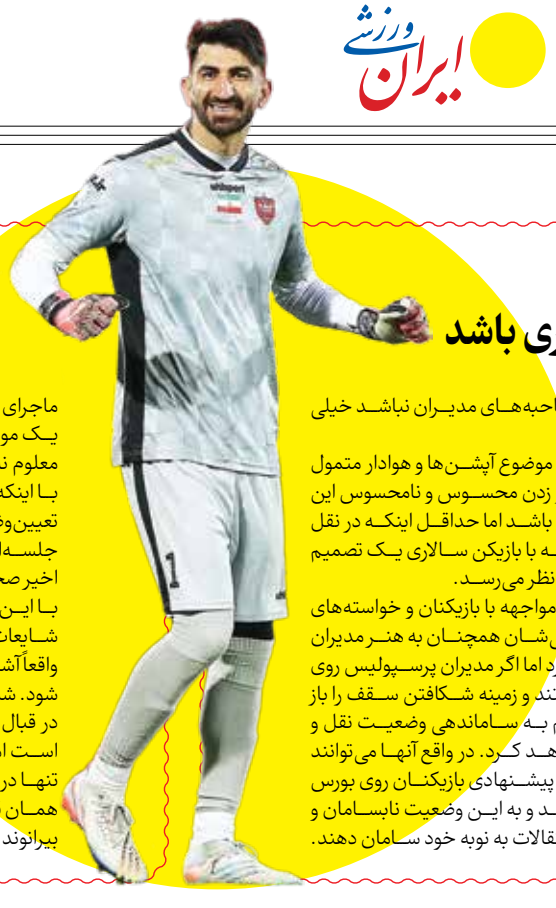 ایران
ورزشی
ری باشد
احبه‌های مدیران نباشد خیلی
موضوع آپشن‌ها و هوادار متمول
زدن محسوس و نامحسوس این
باشد اما حداقل اینکه در نقل
ه با بازیکن سالاری یک تصمیم
نظر می‌رسد.
مواجهه با بازیکنان و خواسته‌های
ی‌شان همچنان به هنر مدیران
رد اما اگر مدیران پرسپولیس روی
تند و زمینه شکافتن سقف را باز
م به ساماندهی وضعیت نقل و
هد کرد. در واقع آنها می‌توانند
پیشنهادی بازیکنان روی بورس
د و به این وضعیت نابسامان و
قالات به نوبه خود سامان دهند.
ماجرای
یک مو
معلوم ن
با اینکه
تعیین‌وض
جلسه‌ا
اخیر صح
با این
شایعات
واقعاً آش
شود. ش
در قبال
است ا
تنها در
همان
بیرانوند
uhlsport
1